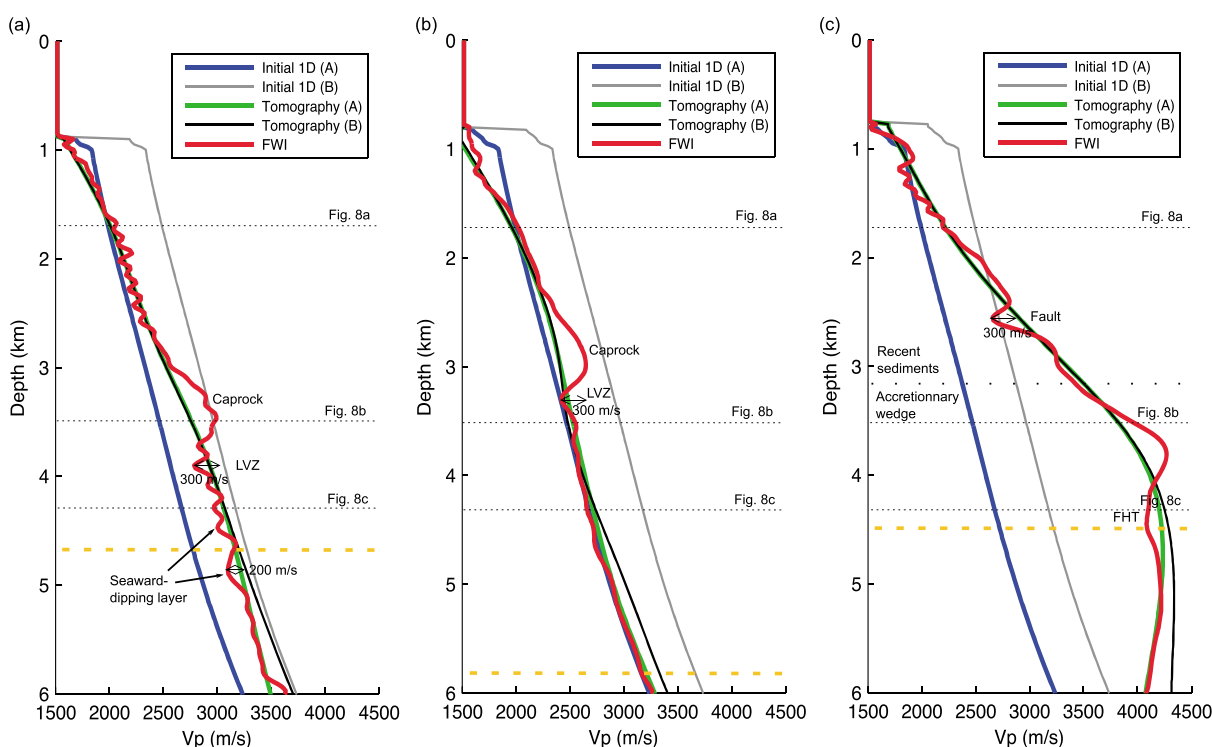 (a)
0
1
2
3
4
5
6
Depth (km)
Initial 1D (A)
Initial 1D (B)
Tomography (A)
Tomography (B)
FWI
Fig. 8a
Caprock
Fig. 8b
LVZ
300 m/s
Fig. 8c
200 m/s
Seaward-
dipping layer
1500 2000 2500 3000 3500 4000 4500
Vp (m/s)
(b)
0
1
2
3
4
5
6
Depth (km)
Initial 1D (A)
Initial 1D (B)
Tomography (A)
Tomography (B)
FWI
Fig. 8a
Caprock
LVZ
300 m/s
Fig. 8b
Fig. 8c
1500 2000 2500 3000 3500 4000 4500
Vp (m/s)
(c)
0
1
2
3
4
5
6
Depth (km)
Initial 1D (A)
Initial 1D (B)
Tomography (A)
Tomography (B)
FWI
Fig. 8a
Fault
300 m/s
Recent
sediments
Accretionnary
wedge
Fig. 8b
Fig. 8c
FHT
1500 2000 2500 3000 3500 4000 4500
Vp (m/s)